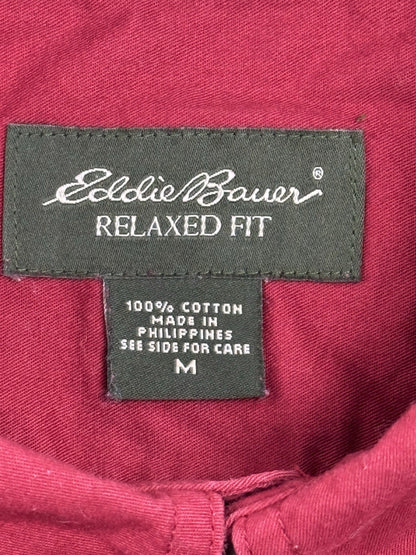 Eddie Bauer®
RELAXED FIT
100% COTTON
MADE IN
PHILIPPINES
SEE SIDE FOR CARE
M